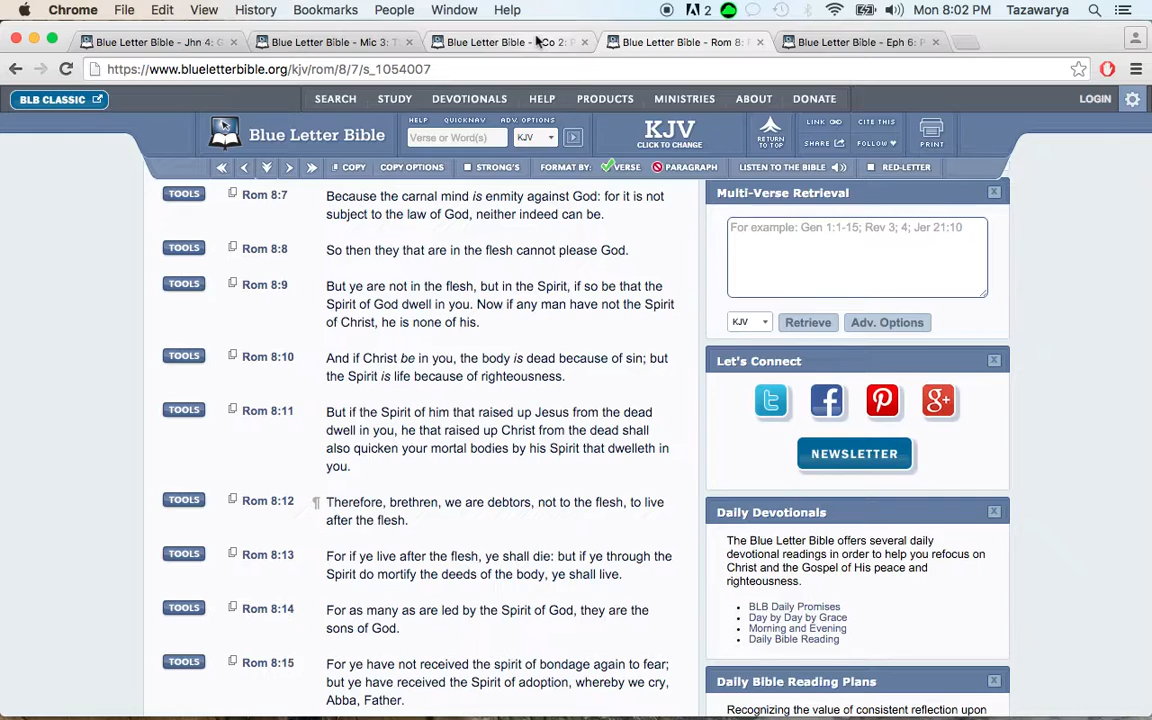 Chrome File Edit View History Bookmarks People Window Help 2 Mon 8:02 PM Tazawarya
Blue Letter Bible - Jhn 4: Blue Letter Bible - Mic 3: Blue Letter Bible - Co 2: Blue Letter Bible - Rom 8: Blue Letter Bible - Eph 6:
https://www.blueletterbible.org/kjv/rom/8/7/s_1054007
BLB CLASSIC SEARCH STUDY DEVOTIONALS HELP PRODUCTS MINISTRIES ABOUT DONATE LOGIN
HELP QUICKNAV ADV. OPTIONS
Blue Letter Bible Verse or Word(s) KJV
KJV
CLICK TO CHANGE
RETURN TO TOP
LINK CITE THIS
SHARE FOLLOW PRINT
COPY COPY OPTIONS STRONG'S FORMAT BY: VERSE PARAGRAPH LISTEN TO THE BIBLE RED-LETTER
TOOLS Rom 8:7 Because the carnal mind is enmity against God: for it is not
subject to the law of God, neither indeed can be.
TOOLS Rom 8:8 So then they that are in the flesh cannot please God.
TOOLS Rom 8:9 But ye are not in the flesh, but in the Spirit, if so be that the
Spirit of God dwell in you. Now if any man have not the Spirit
of Christ, he is none of his.
TOOLS Rom 8:10 And if Christ be in you, the body is dead because of sin; but
the Spirit is life because of righteousness.
TOOLS Rom 8:11 But if the Spirit of him that raised up Jesus from the dead
dwell in you, he that raised up Christ from the dead shall
also quicken your mortal bodies by his Spirit that dwelleth in
you.
TOOLS Rom 8:12 ¶ Therefore, brethren, we are debtors, not to the flesh, to live
after the flesh.
TOOLS Rom 8:13 For if ye live after the flesh, ye shall die: but if ye through the
Spirit do mortify the deeds of the body, ye shall live.
TOOLS Rom 8:14 For as many as are led by the Spirit of God, they are the
sons of God.
TOOLS Rom 8:15 For ye have not received the spirit of bondage again to fear;
but ye have received the Spirit of adoption, whereby we cry,
Abba, Father.
Multi-Verse Retrieval
For example: Gen 1:1-15; Rev 3; 4; Jer 21:10
KJV Retrieve Adv. Options
Let's Connect
NEWSLETTER
Daily Devotionals
The Blue Letter Bible offers several daily
devotional readings in order to help you refocus on
Christ and the Gospel of His peace and
righteousness.
• BLB Daily Promises
• Day by Day by Grace
• Morning and Evening
• Daily Bible Reading
Daily Bible Reading Plans
Recognizing the value of consistent reflection upon